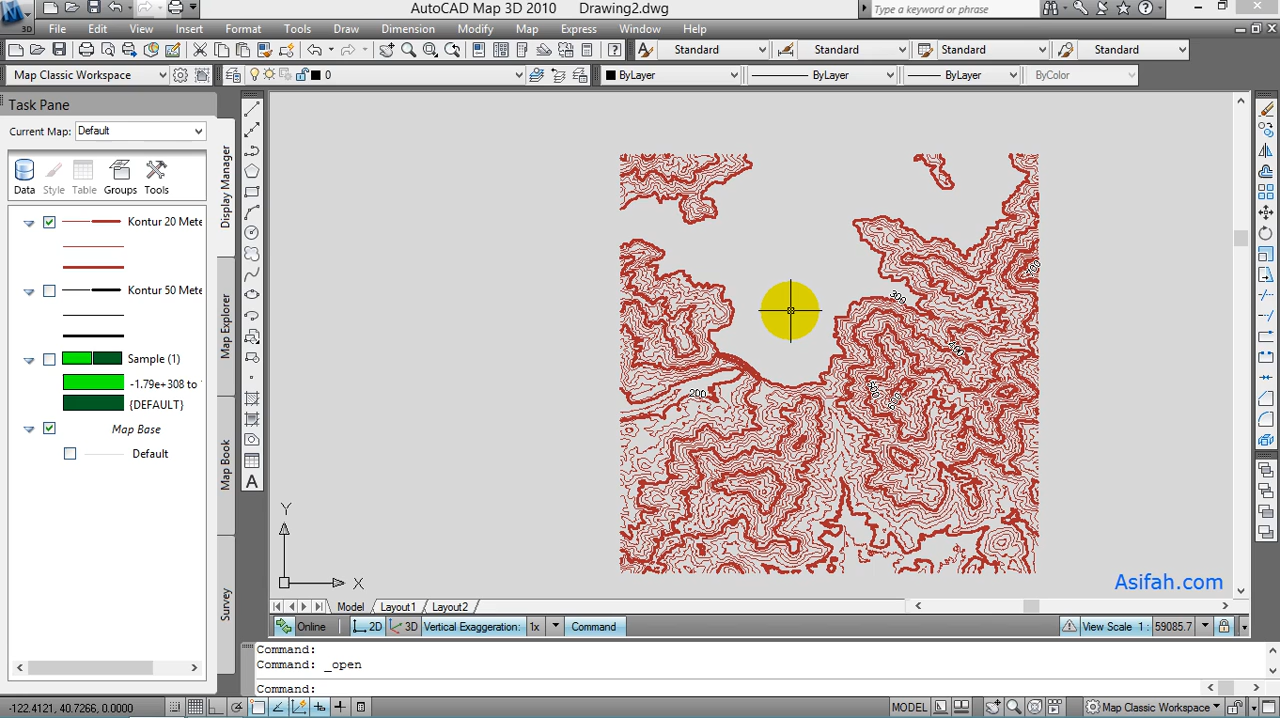 AutoCAD Map 3D 2010 Drawing2.dwg
Type a keyword or phrase
3D
File Edit View Insert Format Tools Draw Dimension Modify Map Express Window Help
Standard Standard Standard Standard
Map Classic Workspace 0 ByLayer ByLayer ByLayer ByColor
Task Pane
Current Map: Default
Data Style Table Groups Tools
Display Manager
Map Explorer
Map Book
Survey
Kontur 20 Mete
Kontur 50 Mete
Sample (1)
-1.79e+308 to
{DEFAULT}
Map Base
Default
300
200
Y
X
Asifah.com
Model Layout1 Layout2
Online 2D 3D Vertical Exaggeration: 1x Command View Scale 1 : 59085.7
Command:
Command: _open
Command:
-122.4121, 40.7266, 0.0000 MODEL Map Classic Workspace
A